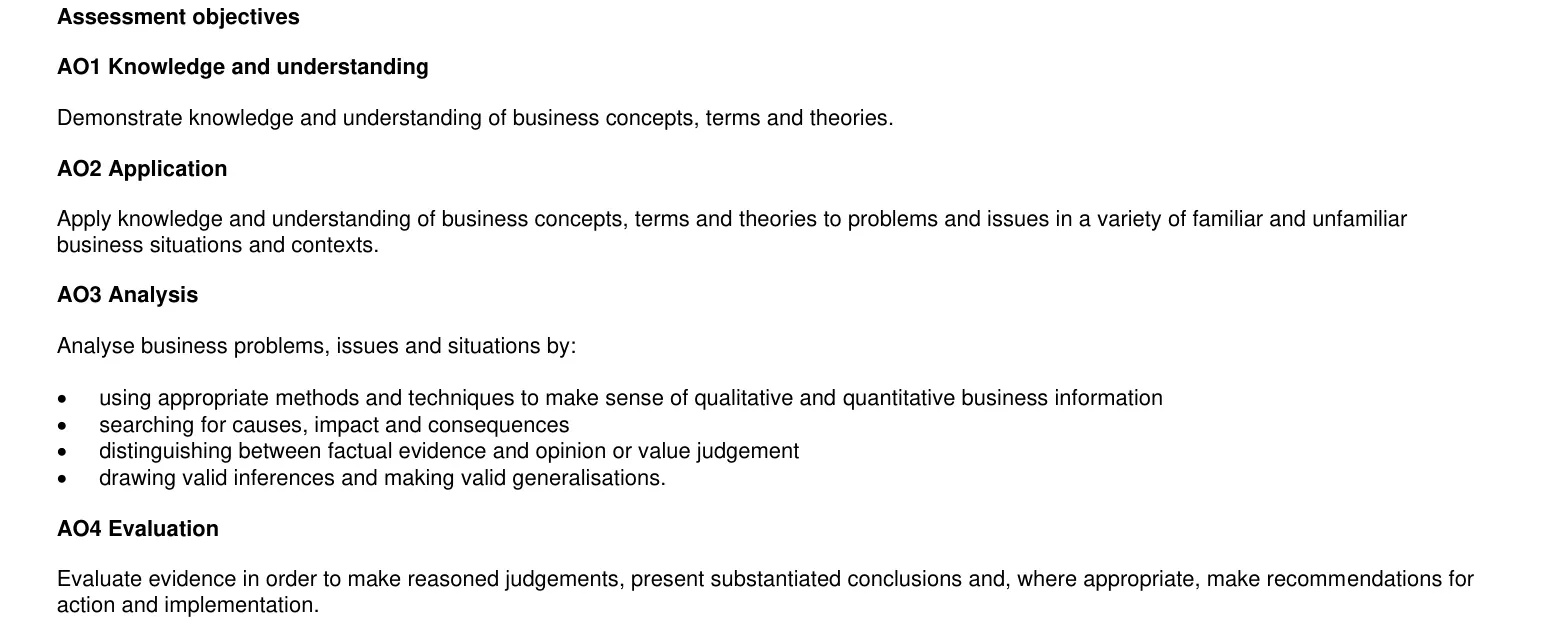 Assessment objectives
AO1 Knowledge and understanding
Demonstrate knowledge and understanding of business concepts, terms and theories.
AO2 Application
Apply knowledge and understanding of business concepts, terms and theories to problems and issues in a variety of familiar and unfamiliar
business situations and contexts.
AO3 Analysis
Analyse business problems, issues and situations by:
• using appropriate methods and techniques to make sense of qualitative and quantitative business information
• searching for causes, impact and consequences
• distinguishing between factual evidence and opinion or value judgement
• drawing valid inferences and making valid generalisations.
AO4 Evaluation
Evaluate evidence in order to make reasoned judgements, present substantiated conclusions and, where appropriate, make recommendations for
action and implementation.